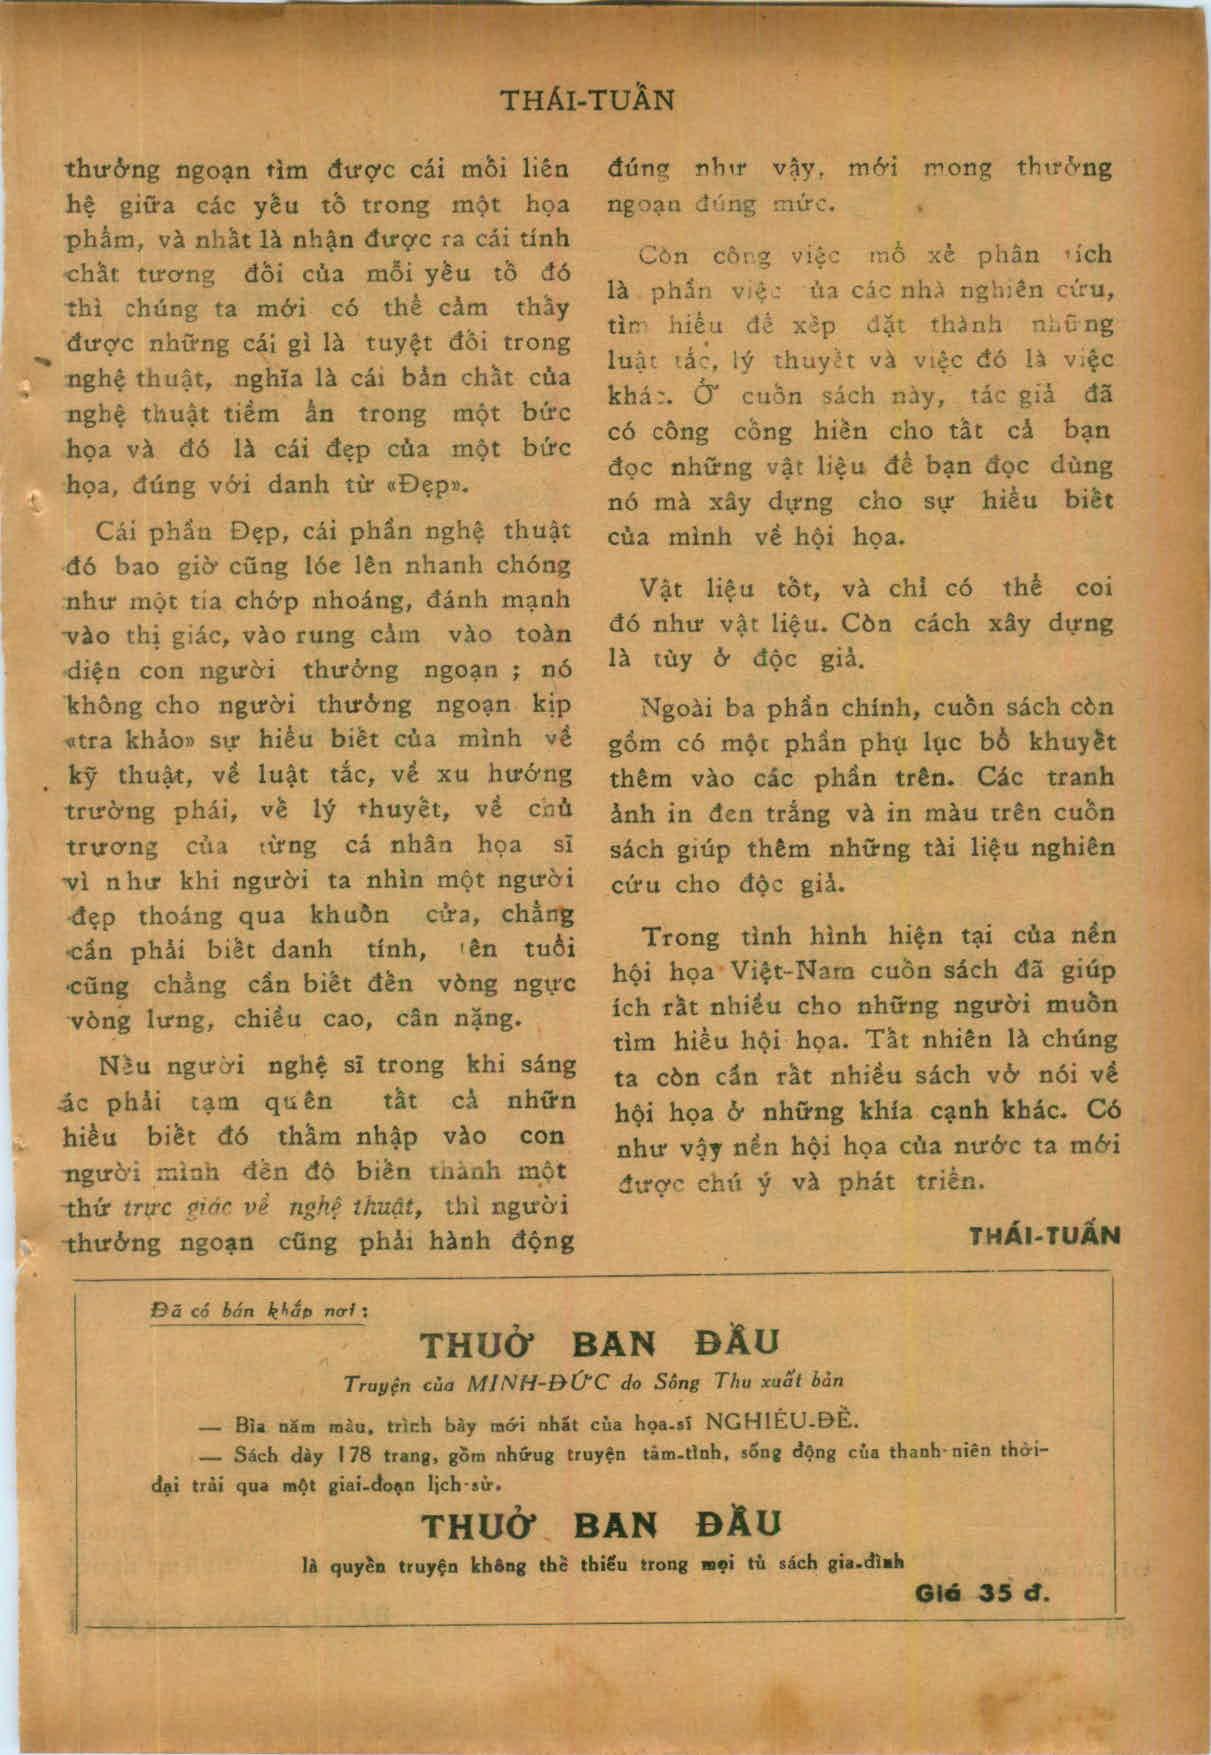 THÁI-TUẤN
thưởng ngoạn tìm được cái mối liên
hệ giữa các yếu tố trong một họa
phẩm, và nhất là nhận được ra cái tính
chất tương đối của mỗi yếu tố đó
thì chúng ta mới có thể cảm thấy
được những cái gì là tuyệt đối trong
nghệ thuật, nghĩa là cái bản chất của
nghệ thuật tiềm ẩn trong một bức
họa và đó là cái đẹp của một bức
họa, đúng với danh từ «Đẹp».
Cái phần Đẹp, cái phần nghệ thuật
đó bao giờ cũng lóe lên nhanh chóng
như một tia chớp nhoáng, đánh mạnh
vào thị giác, vào rung cảm vào toàn
diện con người thưởng ngoạn ; nó
không cho người thưởng ngoạn kịp
«tra khảo» sự hiểu biết của mình về
kỹ thuật, về luật tắc, về xu hướng
trường phái, về lý thuyết, về chủ
trương của từng cá nhân họa sĩ
vì như khi người ta nhìn một người
đẹp thoáng qua khuôn cửa, chẳng
cần phải biết danh tính, tên tuổi
cũng chẳng cần biết đến vòng ngực
vòng lưng, chiều cao, cân nặng.
Nếu người nghệ sĩ trong khi sáng
ác phải tạm quên tất cả nhữn
hiểu biết đó thấm nhập vào con
người mình đến độ biến thành một
thứ trực giác về nghệ thuật, thì người
thưởng ngoạn cũng phải hành động
đúng như vậy, mới mong thưởng
ngoạn đúng mức.
Còn công việc mổ xẻ phân tích
là phần việc của các nhà nghiên cứu,
tìm hiểu để xếp đặt thành những
luật tắc, lý thuyết và việc đó là việc
khác. Ở cuốn sách này, tác giả đã
có công cống hiến cho tất cả bạn
đọc những vật liệu để bạn đọc dùng
nó mà xây dựng cho sự hiểu biết
của mình về hội họa.
Vật liệu tốt, và chỉ có thể coi
đó như vật liệu. Còn cách xây dựng
là tùy ở độc giả.
Ngoài ba phần chính, cuốn sách còn
gồm có một phần phụ lục bổ khuyết
thêm vào các phần trên. Các tranh
ảnh in đen trắng và in màu trên cuốn
sách giúp thêm những tài liệu nghiên
cứu cho độc giả.
Trong tình hình hiện tại của nền
hội họa Việt-Nam cuốn sách đã giúp
ích rất nhiều cho những người muốn
tìm hiểu hội họa. Tất nhiên là chúng
ta còn cần rất nhiều sách vở nói về
hội họa ở những khía cạnh khác. Có
như vậy nền hội họa của nước ta mới
được chú ý và phát triển.
THÁI-TUẤN
Đã có bán khắp nơi :
THUỞ BAN ĐẦU
Truyện của MINH-ĐỨC do Sông Thu xuất bản
— Bìa năm màu, trình bày mới nhất của họa-sĩ NGHIÊU-ĐỀ.
— Sách dày 178 trang, gồm nhữug truyện tâm-tình, sống động của thanh-niên thời-
đại trải qua một giai-đoạn lịch-sử.
THUỞ BAN ĐẦU
là quyển truyện không thể thiếu trong mọi tủ sách gia-đình
Giá 35 đ.